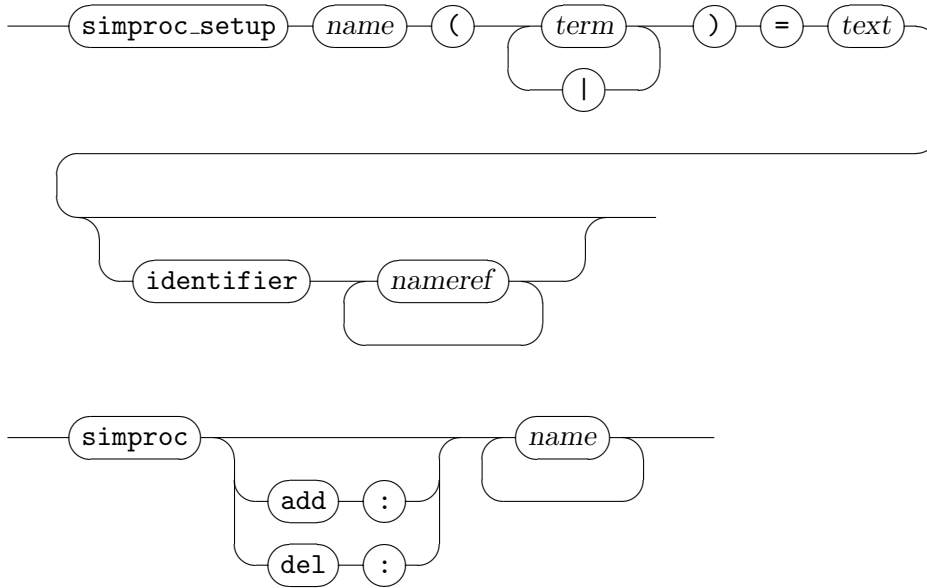 simproc_setup name ( term ) = text
|
identifier nameref
simproc name
add :
del :